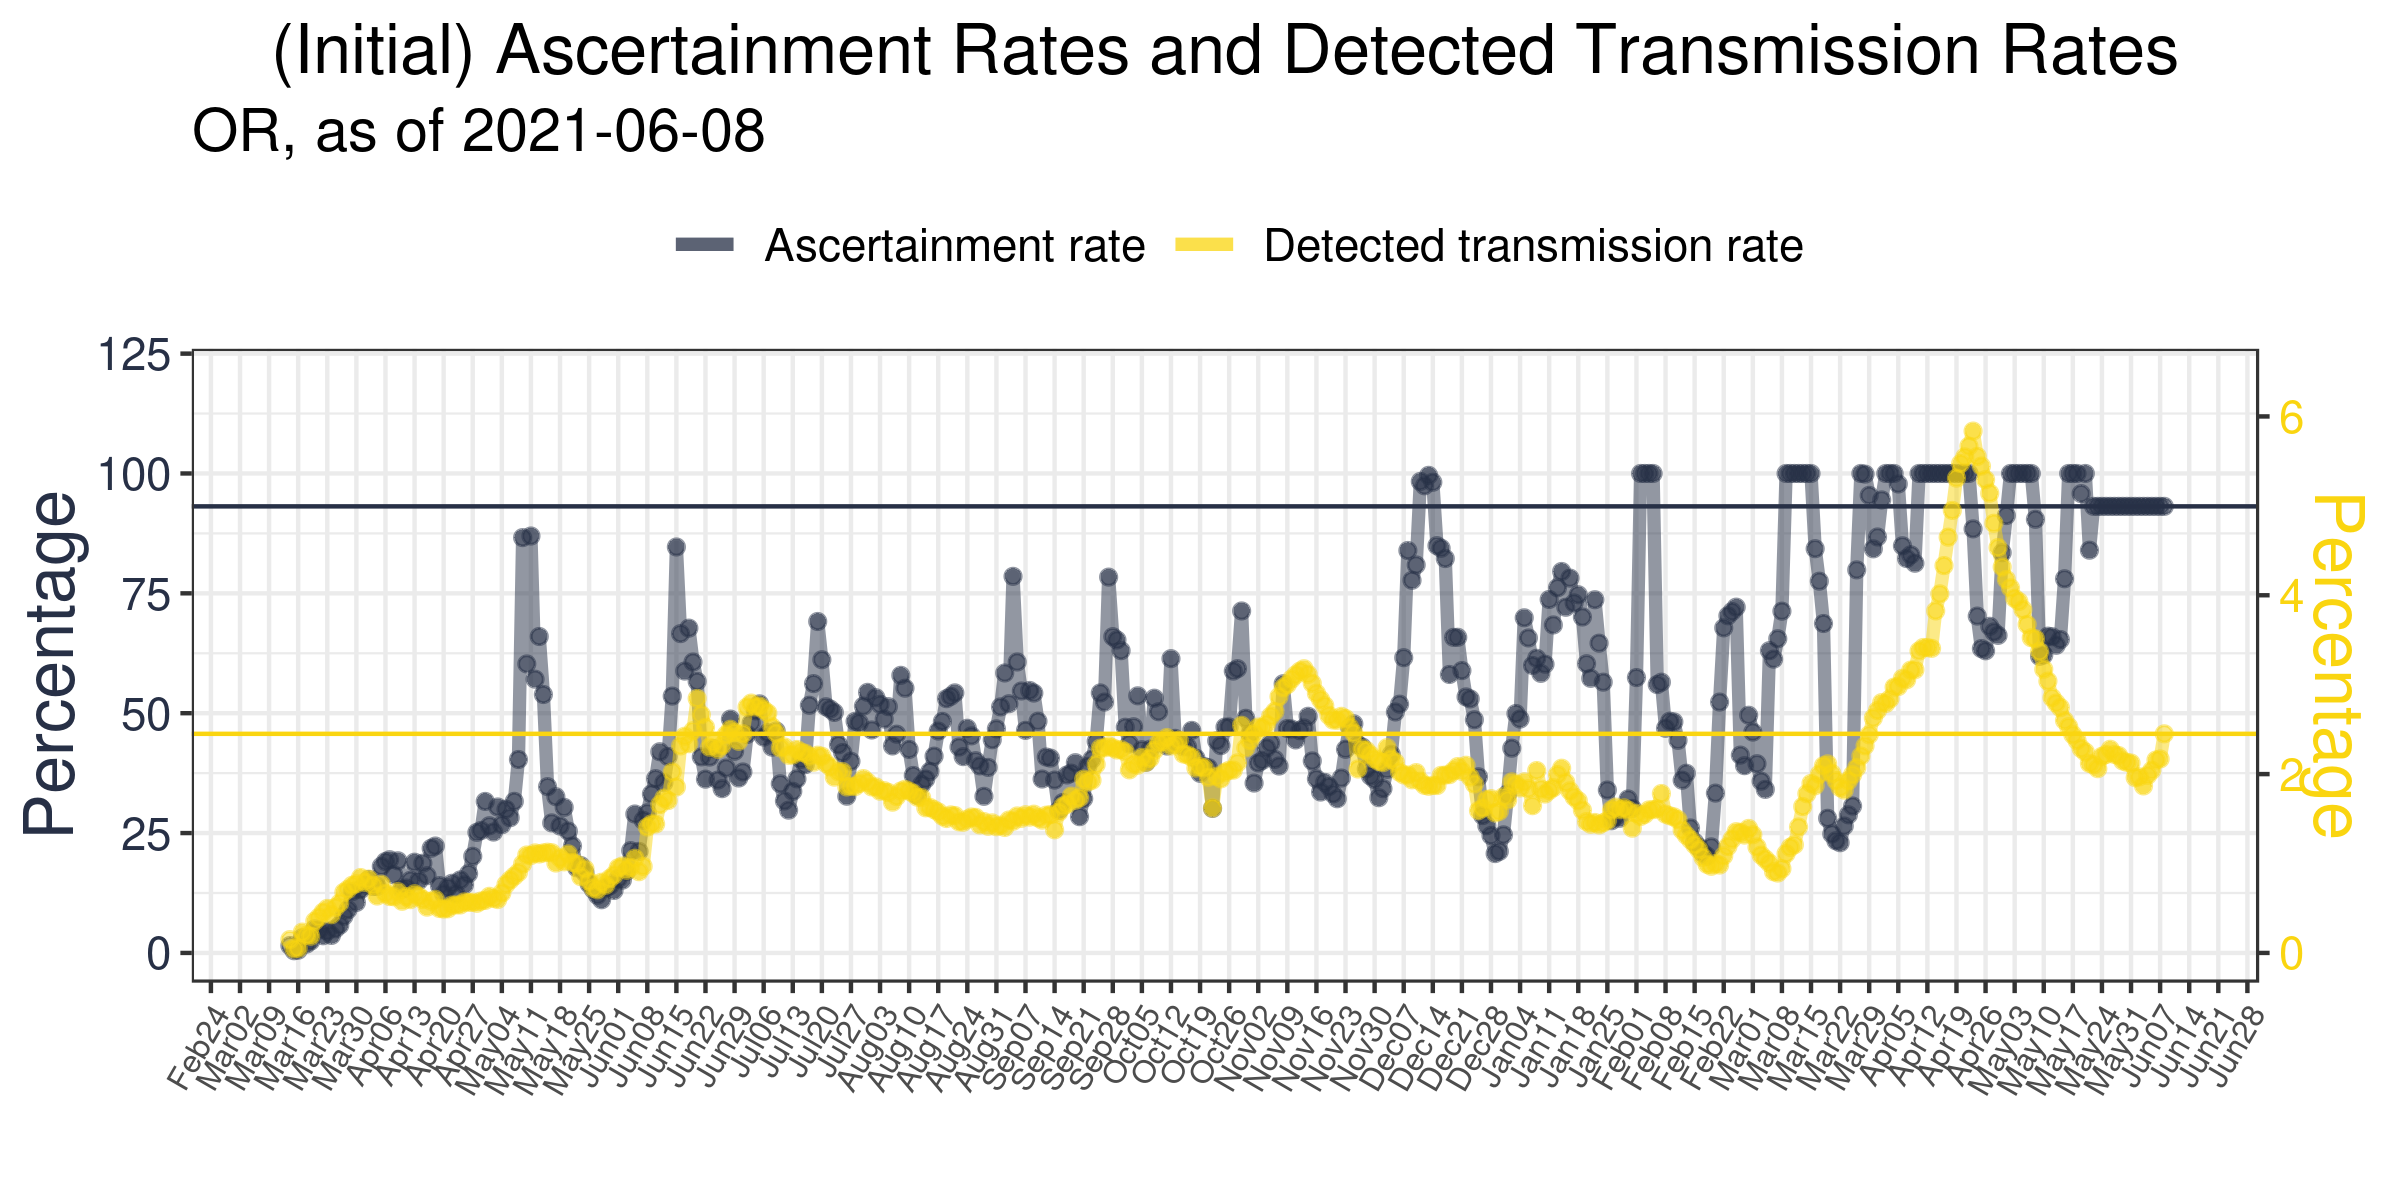 (Initial) Ascertainment Rates and Detected Transmission Rates
OR, as of 2021-06-08
Ascertainment rate
Detected transmission rate
125
100
75
50
25
0
Percentage
6
4
2
0
Percentage
Feb24
Mar02
Mar09
Mar16
Mar23
Mar30
Apr06
Apr13
Apr20
Apr27
May04
May11
May18
May25
Jun01
Jun08
Jun15
Jun22
Jun29
Jul06
Jul13
Jul20
Jul27
Aug03
Aug10
Aug17
Aug24
Aug31
Sep07
Sep14
Sep21
Sep28
Oct05
Oct12
Oct19
Oct26
Nov02
Nov09
Nov16
Nov23
Nov30
Dec07
Dec14
Dec21
Dec28
Jan04
Jan11
Jan18
Jan25
Feb01
Feb08
Feb15
Feb22
Mar01
Mar08
Mar15
Mar22
Mar29
Apr05
Apr12
Apr19
Apr26
May03
May10
May17
May24
May31
Jun07
Jun14
Jun21
Jun28